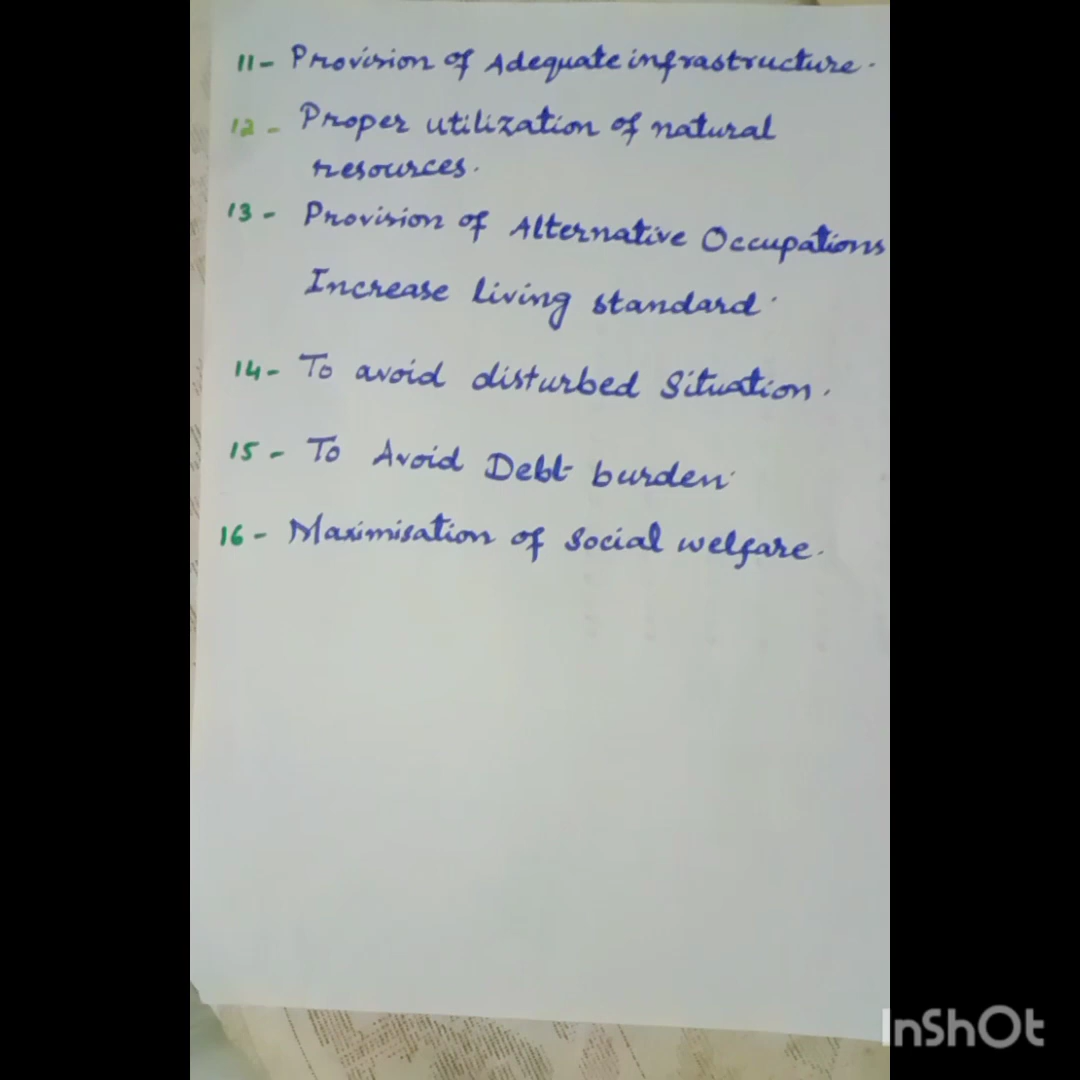 11- Provision of Adequate infrastructure.
12- Proper utilization of natural
resources.
13- Provision of Alternative Occupations
Increase living standard.
14- To avoid disturbed situation.
15- To Avoid Debt burden.
16- Maximisation of social welfare.
InShOt